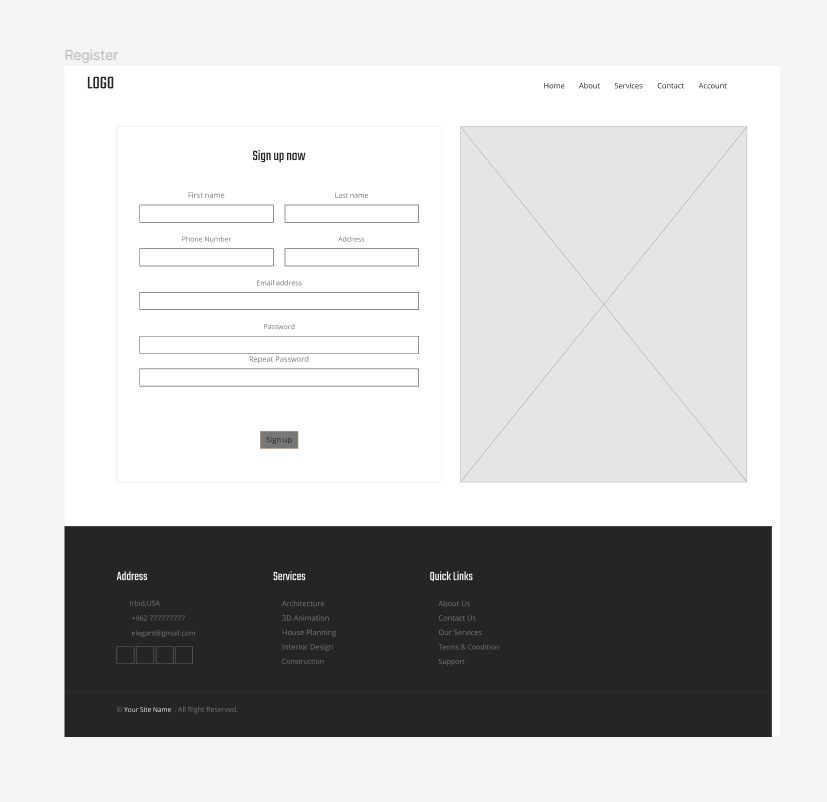 Register
LOGO
Home About Services Contact Account
Sign up now
First name Last name
Phone Number Address
Email address
Password
Repeat Password
Sign up
Address Services Quick Links
Irbid,USA Architecture About Us
+962 777777777 3D Animation Contact Us
elegant@gmail.com House Planning Our Services
Interior Design Terms & Condition
Construction Support
© Your Site Name , All Right Reserved.